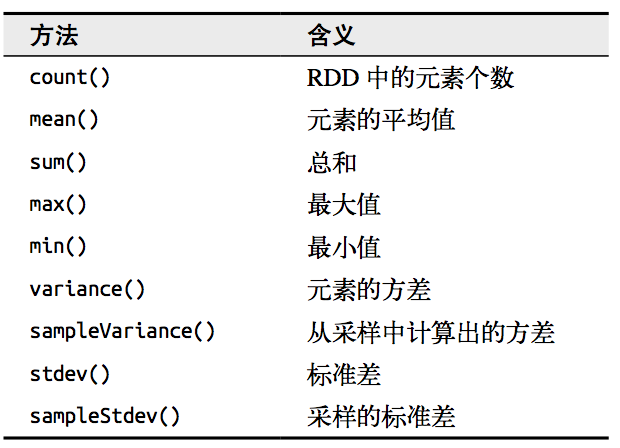 方法 含义
count() RDD 中的元素个数
mean() 元素的平均值
sum() 总和
max() 最大值
min() 最小值
variance() 元素的方差
sampleVariance() 从采样中计算出的方差
stdev() 标准差
sampleStdev() 采样的标准差